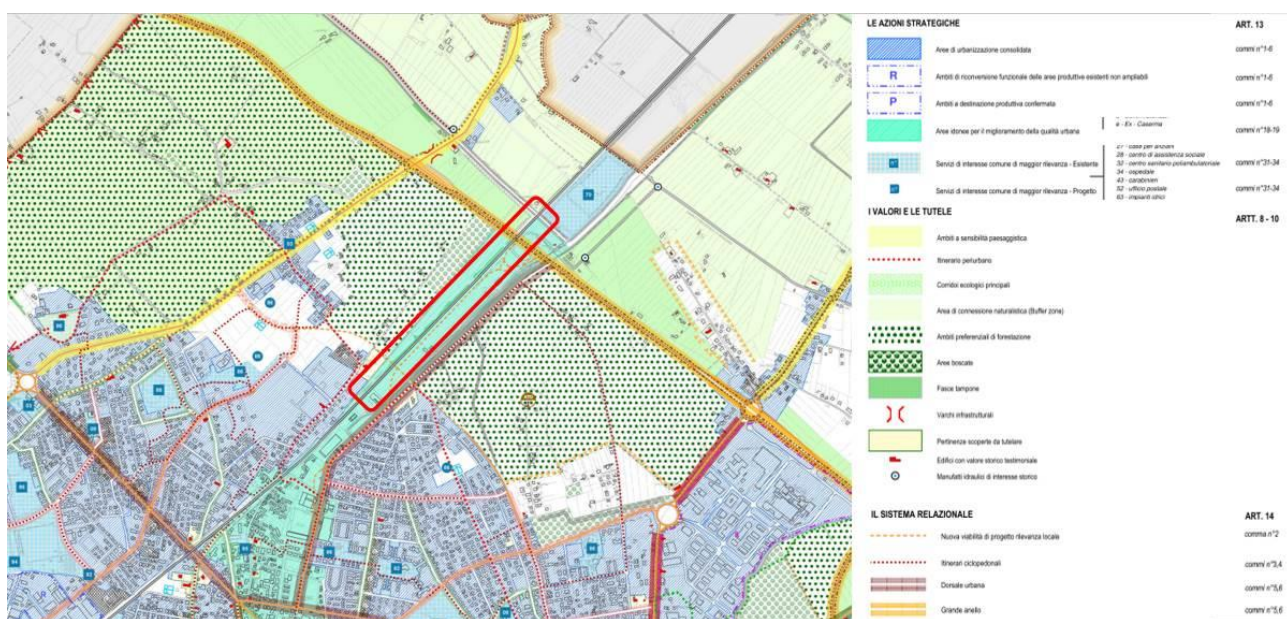 LE AZIONI STRATEGICHE ART. 13
Aree di urbanizzazione consolidata commi n°1-6
R Ambiti di riconversione funzionale delle aree produttive esistenti non ampliabili commi n°1-6
P Ambiti a destinazione produttiva confermata commi n°1-6
e - Ex - Caserma
Aree idonee per il miglioramento della qualità urbana commi n°18-19
27 - casa per anziani
28 - centro di assistenza sociale
Servizi di interesse comune di maggior rilevanza - Esistente 32 - centro sanitario poliambulatoriale commi n°31-34
34 - ospedale
43 - carabinieri
52 - ufficio postale
Servizi di interesse comune di maggior rilevanza - Progetto 63 - impianti idrici commi n°31-34
I VALORI E LE TUTELE ARTT. 8 - 10
Ambiti a sensibilità paesaggistica
Itinerario periurbano
Corridoi ecologici principali
Area di connessione naturalistica (Buffer zone)
Ambiti preferenziali di forestazione
Aree boscate
Fasce tampone
Varchi infrastrutturali
Pertinenze scoperte da tutelare
Edifici con valore storico testimoniale
Manufatti idraulici di interesse storico
IL SISTEMA RELAZIONALE ART. 14
Nuova viabilità di progetto rilevanza locale comma n°2
Itinerari ciclopedonali commi n°3,4
Dorsale urbana commi n°5,6
Grande anello commi n°5,6